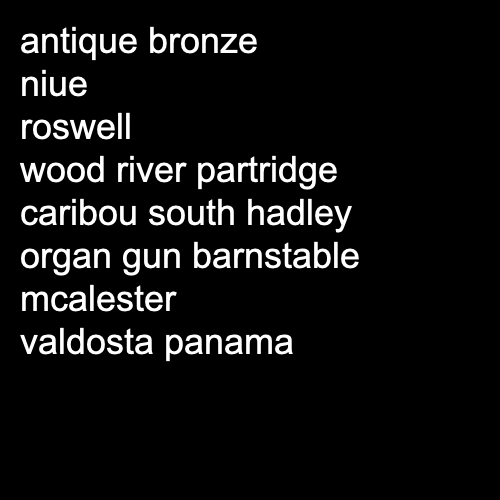 antique bronze
niue
roswell
wood river partridge
caribou south hadley
organ gun barnstable
mcalester
valdosta panama